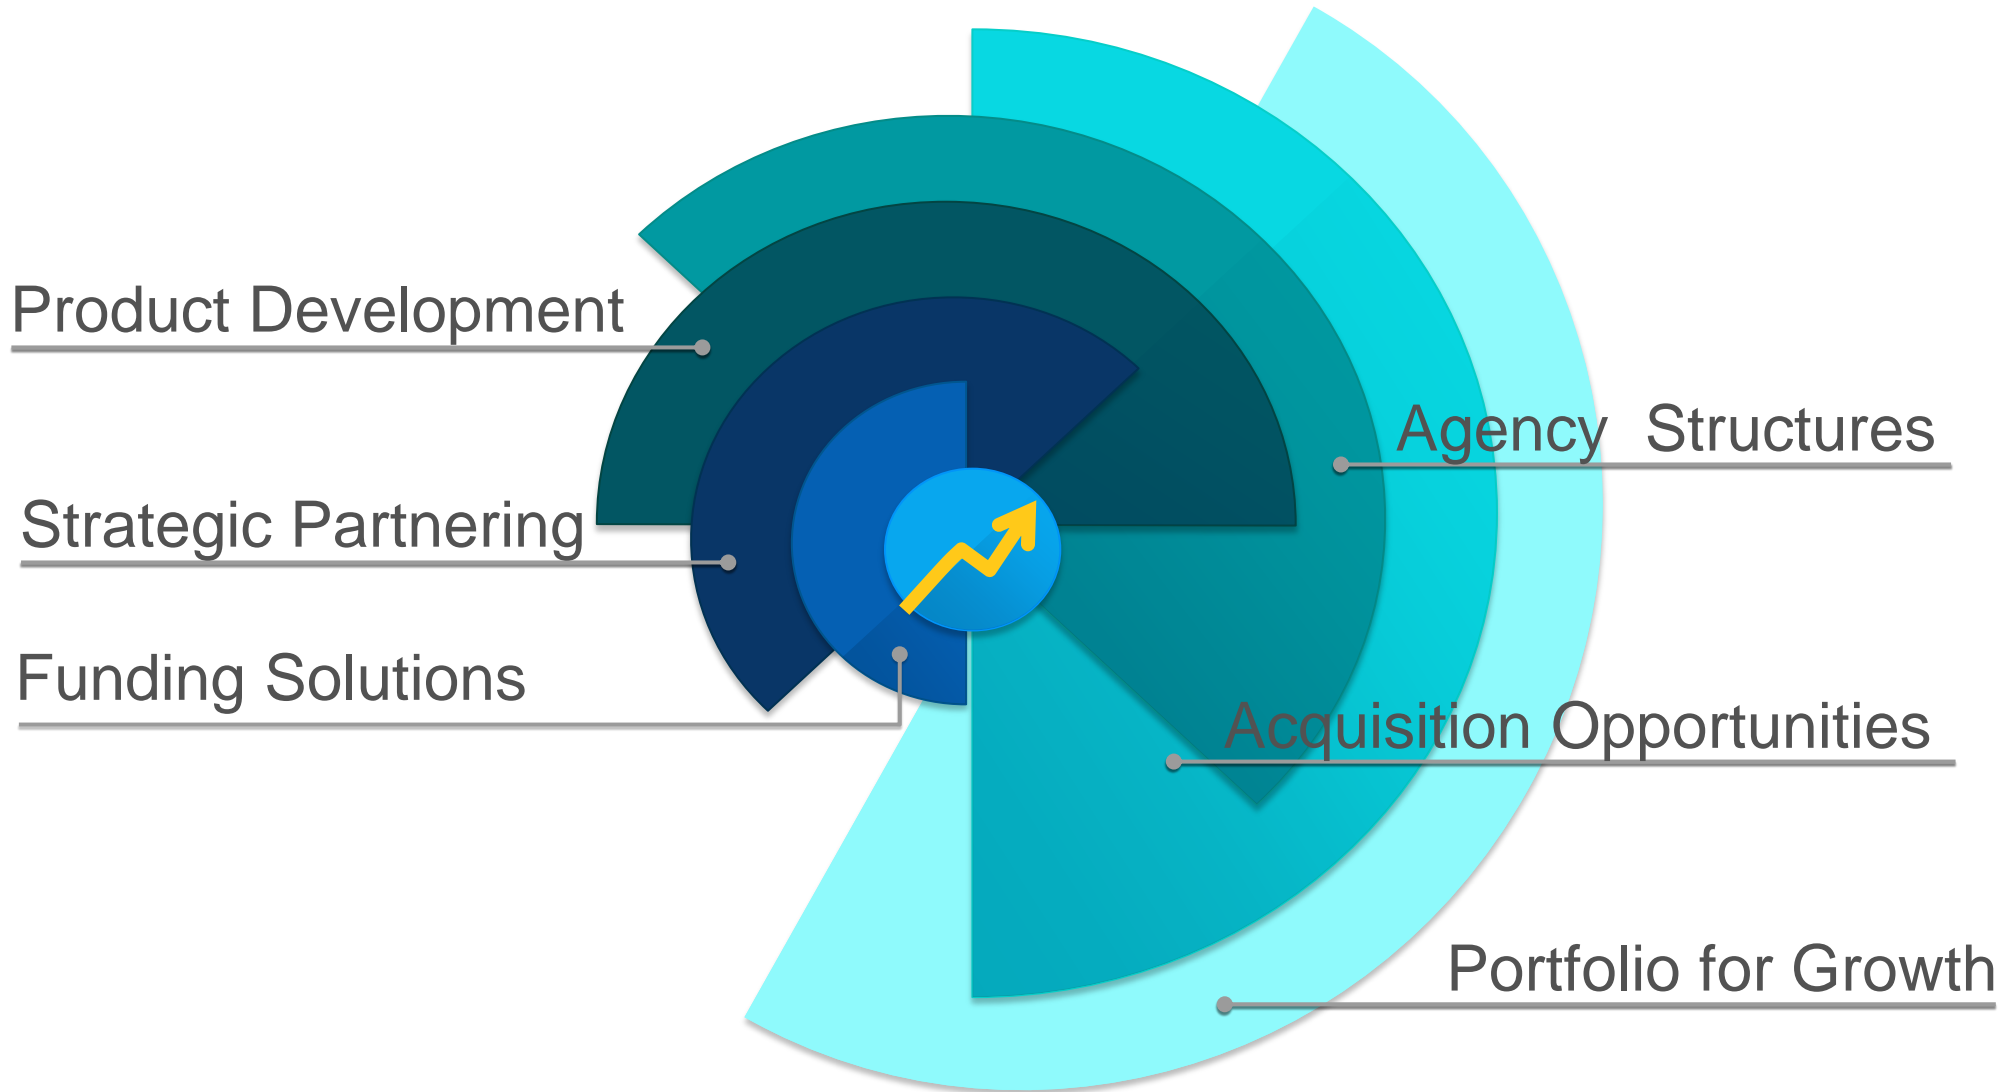 Product Development
Strategic Partnering
Funding Solutions
Agency  Structures
Acquisition Opportunities
Portfolio for Growth